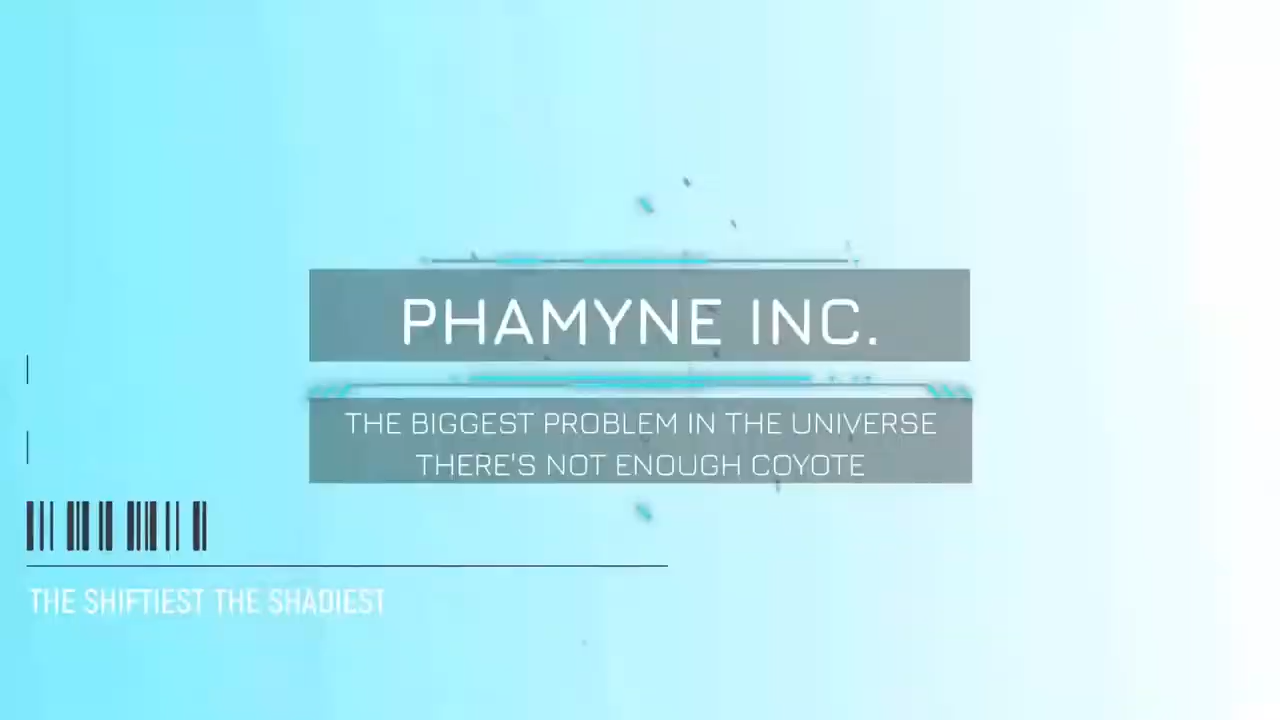 PHAMYNE INC.
THE BIGGEST PROBLEM IN THE UNIVERSE
THERE'S NOT ENOUGH COYOTE
THE SHIFTIEST THE SHADIEST